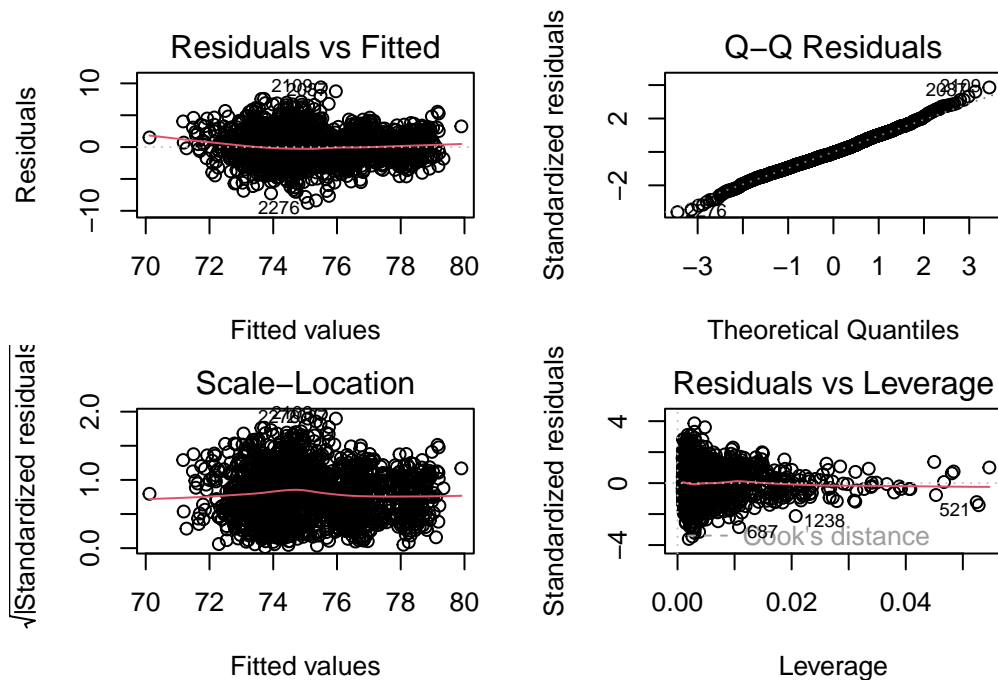 Residuals vs Fitted
Residuals
10
0
−10
2276
70 72 74 76 78 80
Fitted values
Q−Q Residuals
Standardized residuals
2
−2
−3 −1 0 1 2 3
Theoretical Quantiles
Scale−Location
√|Standardized residuals
2.0
1.0
0.0
70 72 74 76 78 80
Fitted values
Residuals vs Leverage
Standardized residuals
4
0
−4
521
1238
687
Cook's distance
0.00 0.02 0.04
Leverage